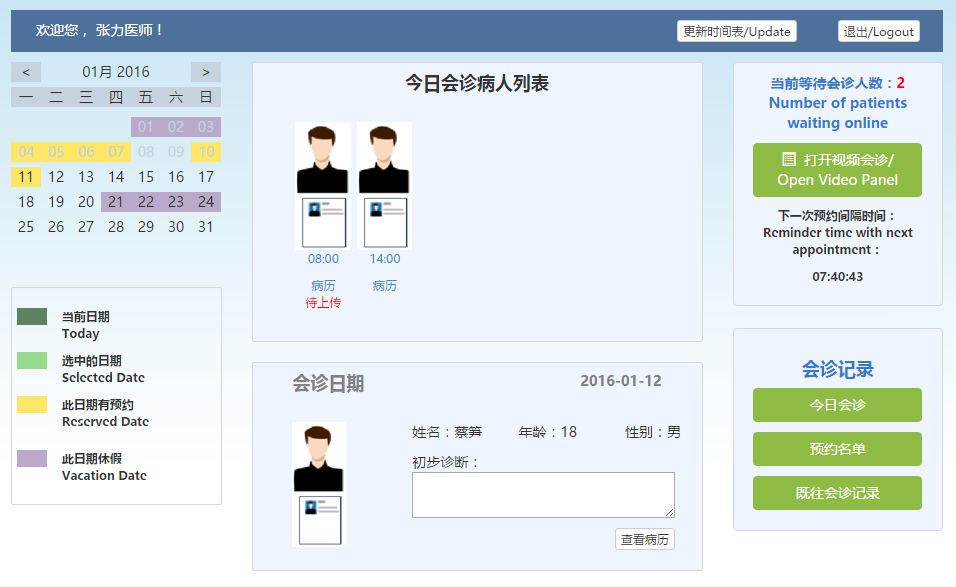 欢迎您 ，张力医师！
更新时间表/Update
退出/Logout
< 01月 2016 >
一 二 三 四 五 六 日
01 02 03
04 05 06 07 08 09 10
11 12 13 14 15 16 17
18 19 20 21 22 23 24
25 26 27 28 29 30 31
当前日期
Today
选中的日期
Selected Date
此日期有预约
Reserved Date
此日期休假
Vacation Date
今日会诊病人列表
08:00 14:00
病历 病历
待上传
会诊日期 2016-01-12
姓名：蔡笋 年龄：18 性别：男
初步诊断：
查看病历
当前等待会诊人数：2
Number of patients
waiting online
打开视频会诊/
Open Video Panel
下一次预约间隔时间：
Reminder time with next
appointment：
07:40:43
会诊记录
今日会诊
预约名单
既往会诊记录